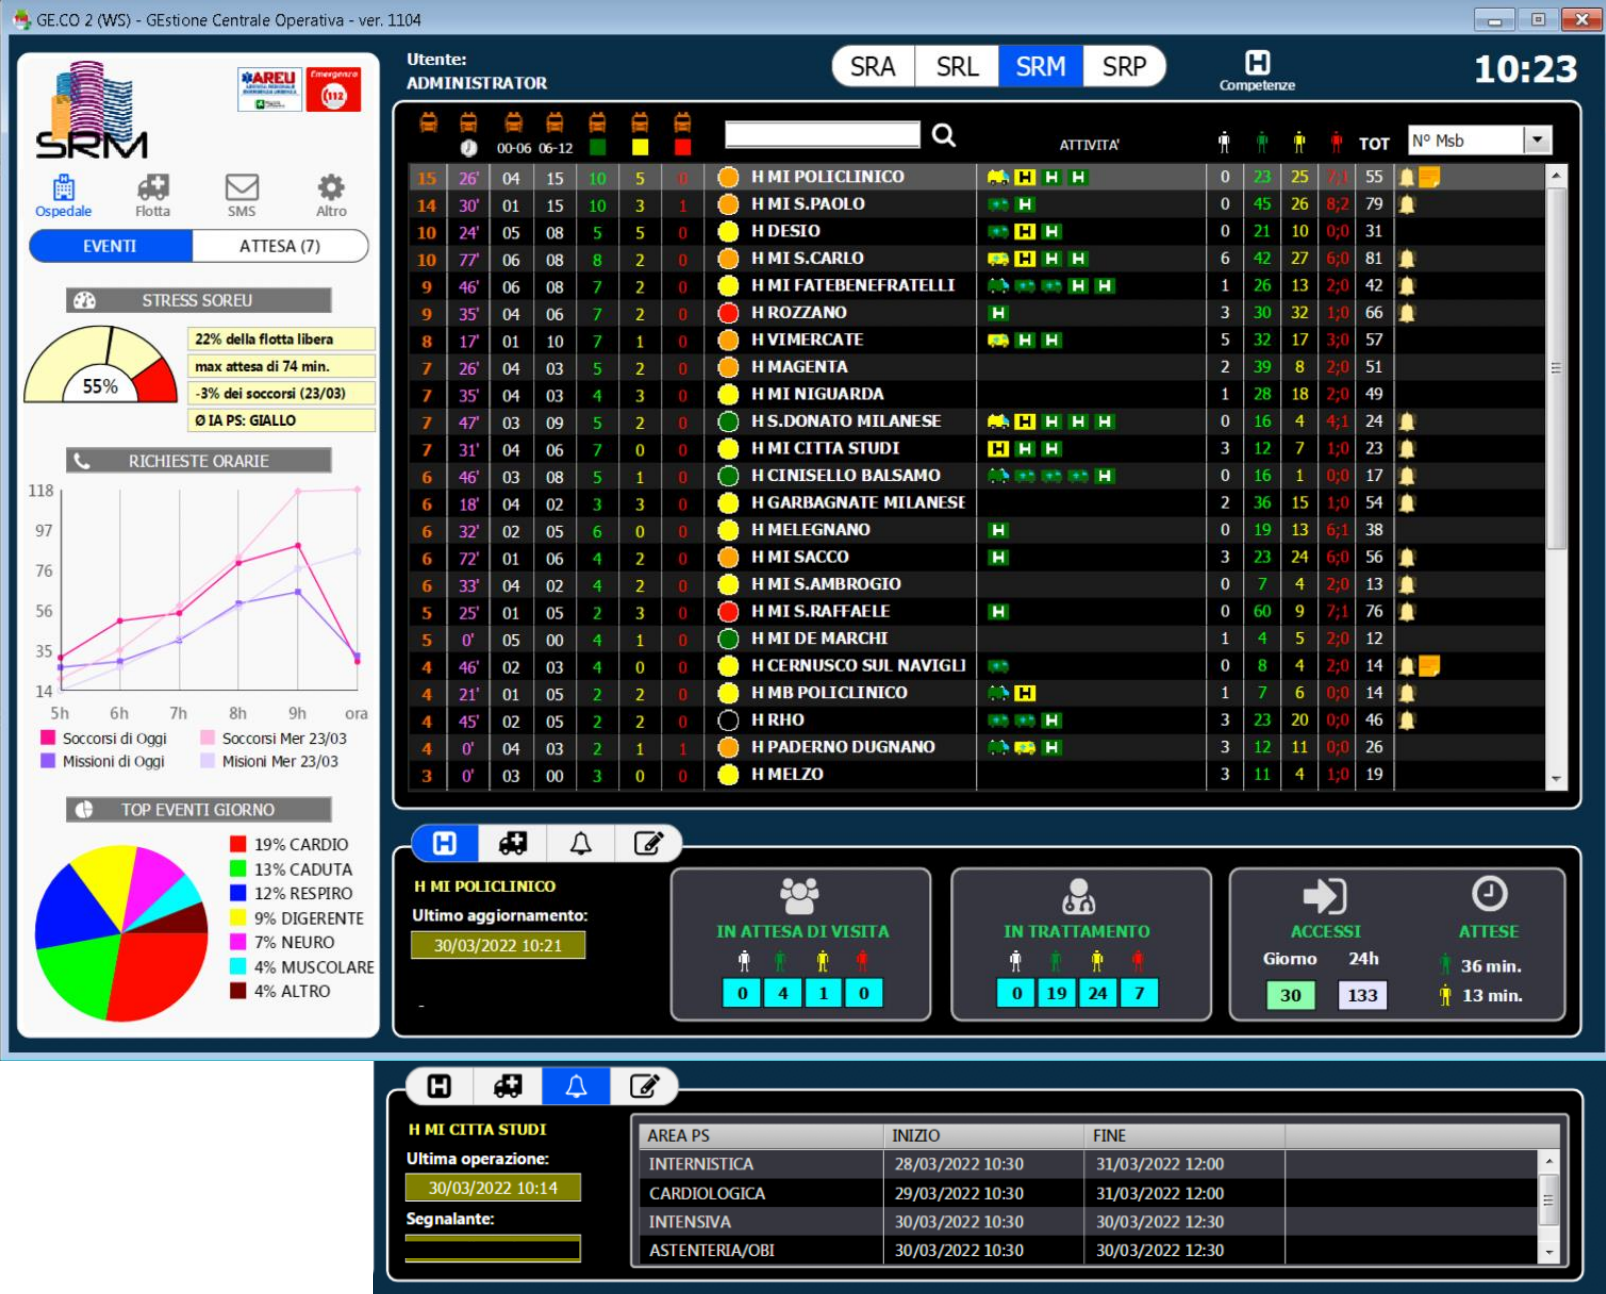 GE.CO 2 (WS) - GEstione Centrale Operativa - ver. 1104
SRM
AREU
Emergenza
112
Ospedale Flotta SMS Altro
EVENTI ATTESA (7)
STRESS SOREU
55%
22% della flotta libera
max attesa di 74 min.
-3% dei soccorsi (23/03)
Ø IA PS: GIALLO
RICHIESTE ORARIE
118
97
76
56
35
14
5h 6h 7h 8h 9h ora
Soccorsi di Oggi Soccorsi Mer 23/03
Missioni di Oggi Misioni Mer 23/03
TOP EVENTI GIORNO
19% CARDIO
13% CADUTA
12% RESPIRO
9% DIGERENTE
7% NEURO
4% MUSCOLARE
4% ALTRO
Utente:
ADMINISTRATOR
SRA SRL SRM SRP
H
Competenze
10:23
00-06 06-12 ATTIVITA' TOT N° Msb
15 26' 04 15 10 5 0 H MI POLICLINICO H H H 0 23 25 7;1 55
14 30' 01 15 10 3 1 H MI S.PAOLO H 0 45 26 8;2 79
10 24' 05 08 5 5 0 H DESIO H H 0 21 10 0;0 31
10 77' 06 08 8 2 0 H MI S.CARLO H H H 6 42 27 6;0 81
9 46' 06 08 7 2 0 H MI FATEBENEFRATELLI H H 1 26 13 2;0 42
9 35' 04 06 7 2 0 H ROZZANO H 3 30 32 1;0 66
8 17' 01 10 7 1 0 H VIMERCATE H H 5 32 17 3;0 57
7 26' 04 03 5 2 0 H MAGENTA 2 39 8 2;0 51
7 35' 04 03 4 3 0 H MI NIGUARDA 1 28 18 2;0 49
7 47' 03 09 5 2 0 H S.DONATO MILANESE H H H H 0 16 4 4;1 24
7 31' 04 06 7 0 0 H MI CITTA STUDI H H H 3 12 7 1;0 23
6 46' 03 08 5 1 0 H CINISELLO BALSAMO H 0 16 1 0;0 17
6 18' 04 02 3 3 0 H GARBAGNATE MILANESE 2 36 15 1;0 54
6 32' 02 05 6 0 0 H MELEGNANO H 0 19 13 6;1 38
6 72' 01 06 4 2 0 H MI SACCO H 3 23 24 6;0 56
6 33' 04 02 4 2 0 H MI S.AMBROGIO 0 7 4 2;0 13
5 25' 01 05 2 3 0 H MI S.RAFFAELE H 0 60 9 7;1 76
5 0' 05 00 4 1 0 H MI DE MARCHI 1 4 5 2;0 12
4 46' 02 03 4 0 0 H CERNUSCO SUL NAVIGLI 0 8 4 2;0 14
4 21' 01 05 2 2 0 H MB POLICLINICO H 1 7 6 0;0 14
4 45' 02 05 2 2 0 H RHO H 3 23 20 0;0 46
4 0' 04 03 2 1 1 H PADERNO DUGNANO H 3 12 11 0;0 26
3 0' 03 00 3 0 0 H MELZO 3 11 4 1;0 19
H
H MI POLICLINICO
Ultimo aggiornamento:
30/03/2022 10:21
-
IN ATTESA DI VISITA
0 4 1 0
IN TRATTAMENTO
0 19 24 7
ACCESSI
Giorno 24h
30 133
ATTESE
36 min.
13 min.
H
H MI CITTA STUDI
Ultima operazione:
30/03/2022 10:14
Segnalante:
AREA PS INIZIO FINE
INTERNISTICA 28/03/2022 10:30 31/03/2022 12:00
CARDIOLOGICA 29/03/2022 10:30 31/03/2022 12:00
INTENSIVA 30/03/2022 10:30 30/03/2022 12:30
ASTENTERIA/OBI 30/03/2022 10:30 30/03/2022 12:30